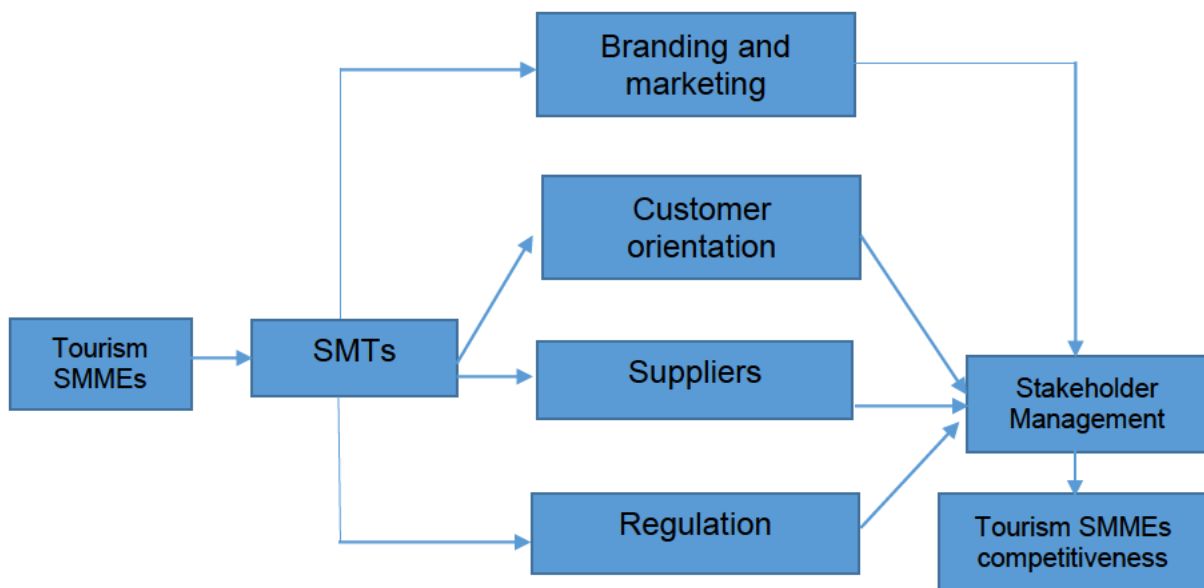 Branding and
marketing
Customer
orientation
Tourism
SMMEs
SMTs
Suppliers
Stakeholder
Management
Regulation
Tourism SMMEs
competitiveness